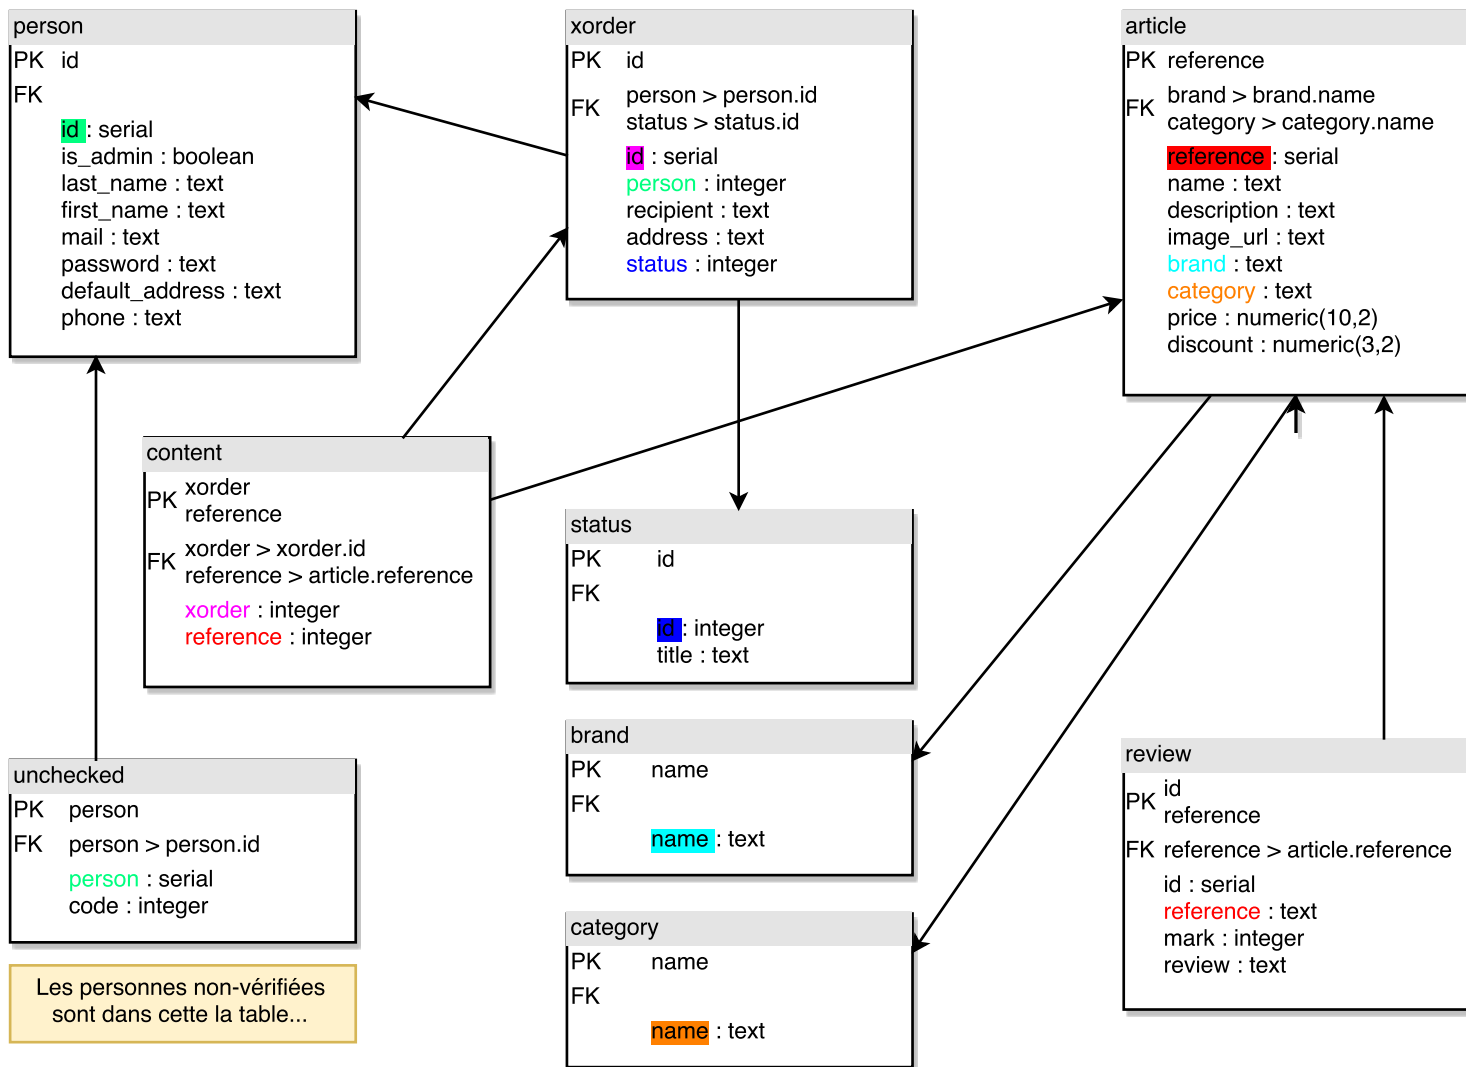 person
PK id
FK
id : serial
is_admin : boolean
last_name : text
first_name : text
mail : text
password : text
default_address : text
phone : text
xorder
PK id
FK
person > person.id
status > status.id
id : serial
person : integer
recipient : text
address : text
status : integer
article
PK reference
FK
brand > brand.name
category > category.name
reference : serial
name : text
description : text
image_url : text
brand : text
category : text
price : numeric(10,2)
discount : numeric(3,2)
content
PK
xorder
reference
FK
xorder > xorder.id
reference > article.reference
xorder : integer
reference : integer
status
PK id
FK
id : integer
title : text
brand
PK name
FK
name : text
unchecked
PK person
FK person > person.id
person : serial
code : integer
Les personnes non-vérifiées
sont dans cette la table...
category
PK name
FK
name : text
review
PK
id
reference
FK reference > article.reference
id : serial
reference : text
mark : integer
review : text